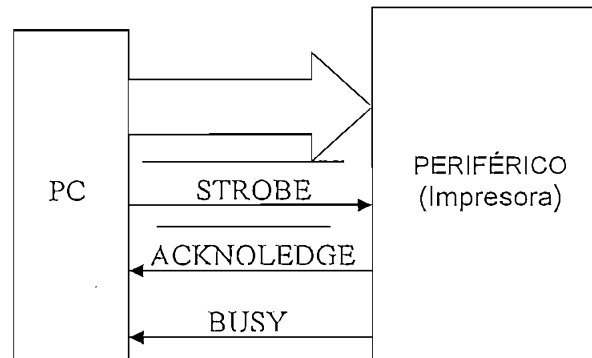 PC
STROBE
ACKNOLEDGE
BUSY
PERIFÉRICO
(Impresora)